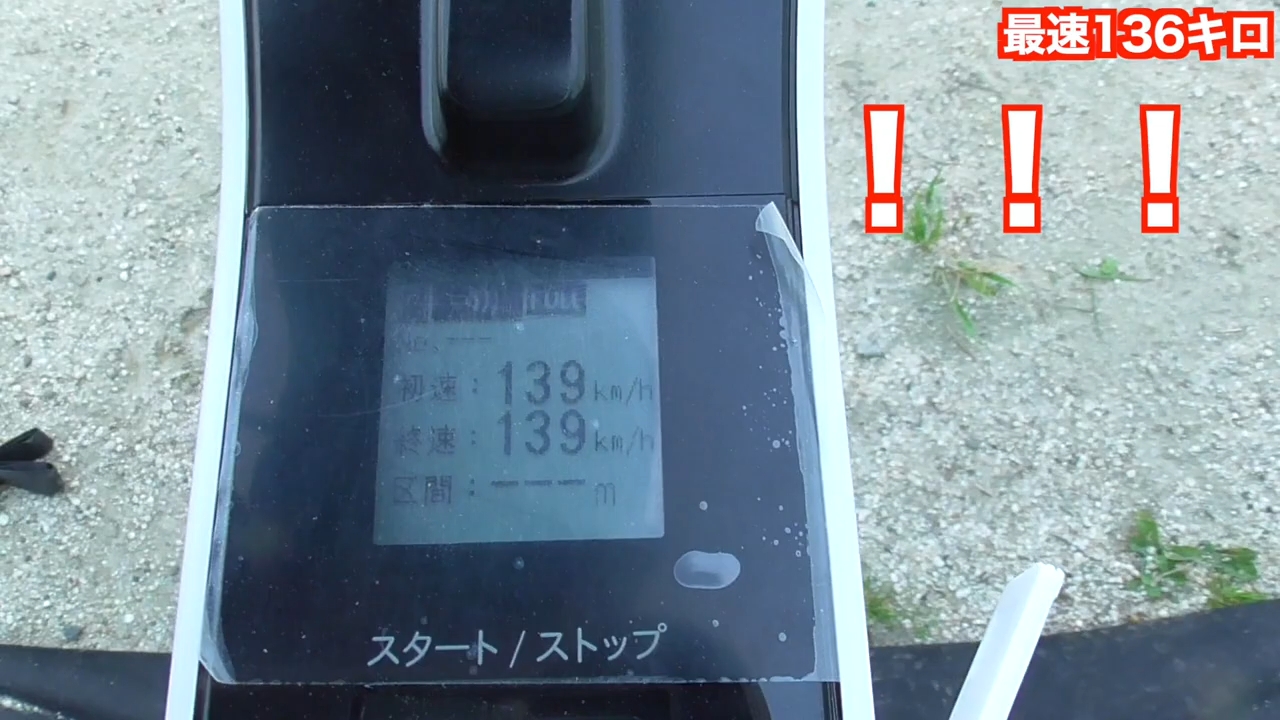 最速136キロ
! ! !
初速: 139km/h
終速: 139km/h
区間: ---m
スタート/ストップ